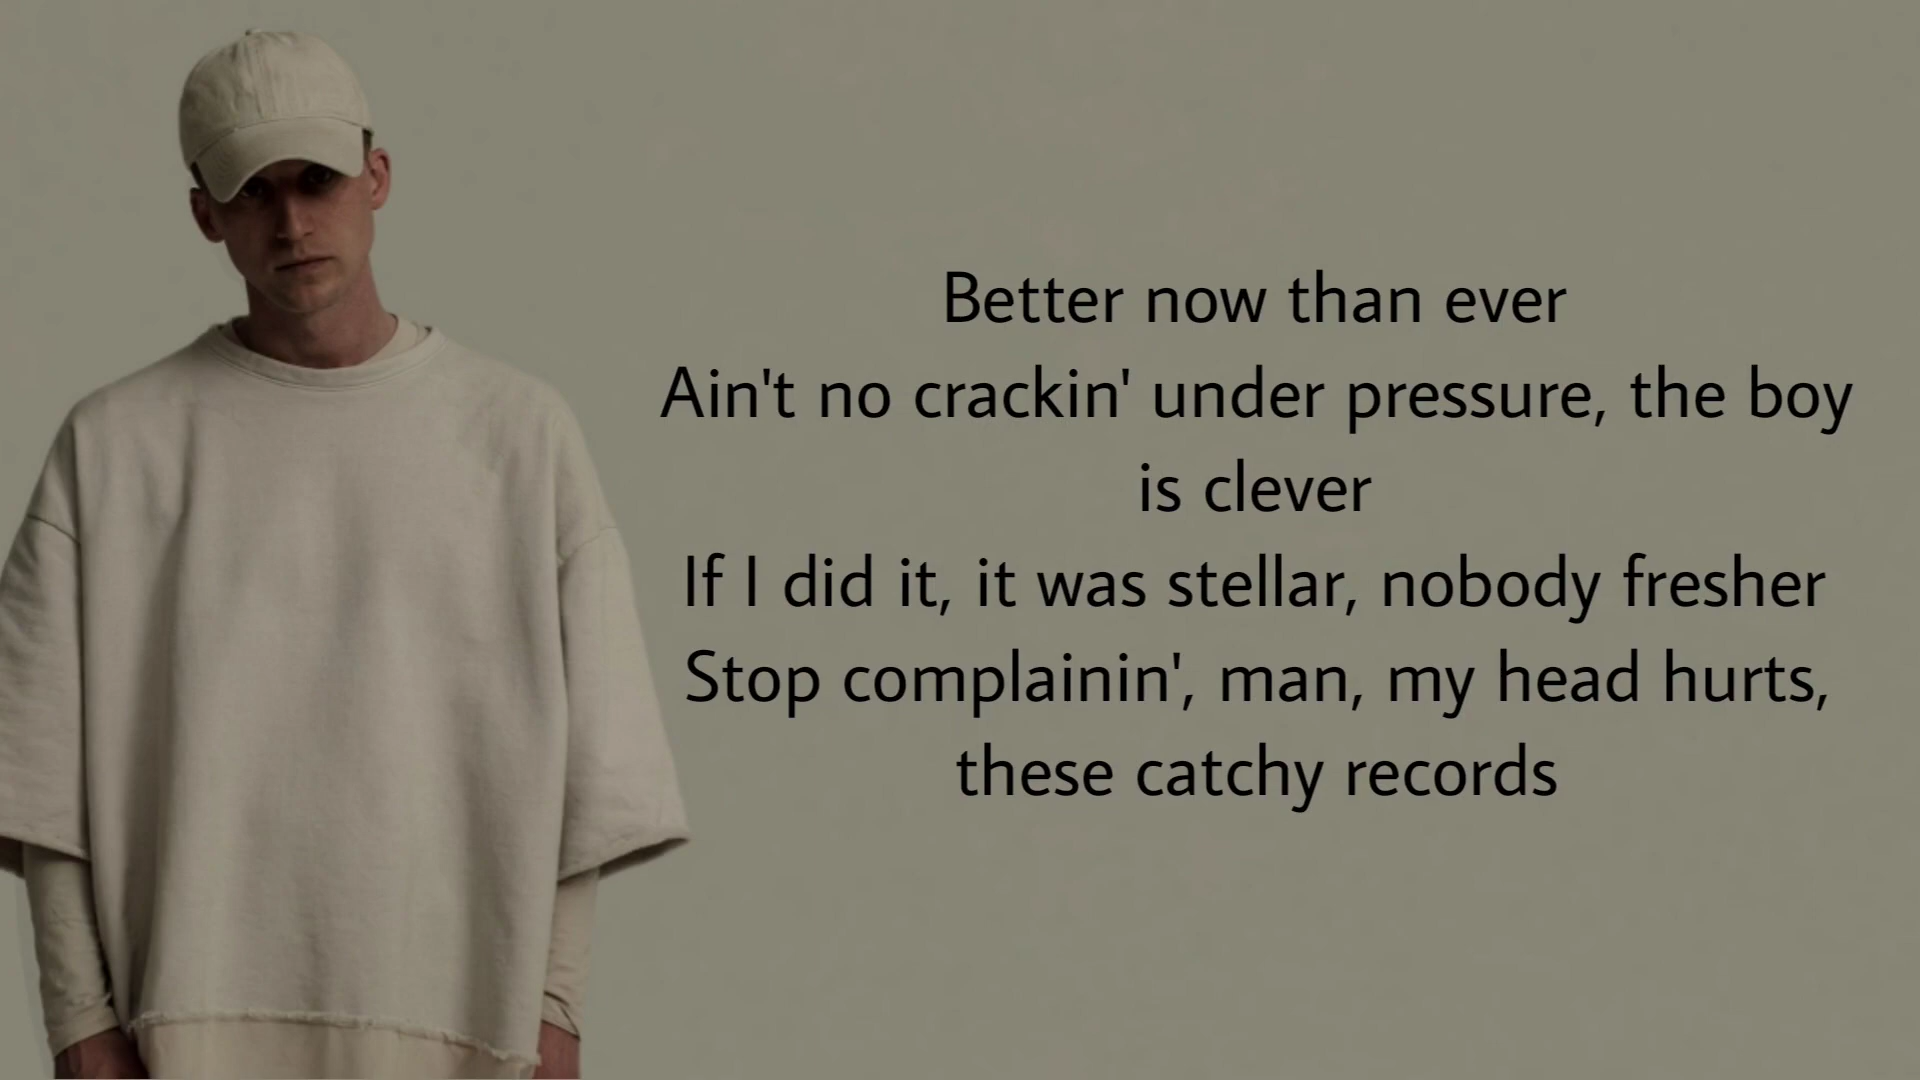 Better now than ever
Ain't no crackin' under pressure, the boy
is clever
If I did it, it was stellar, nobody fresher
Stop complainin', man, my head hurts,
these catchy records